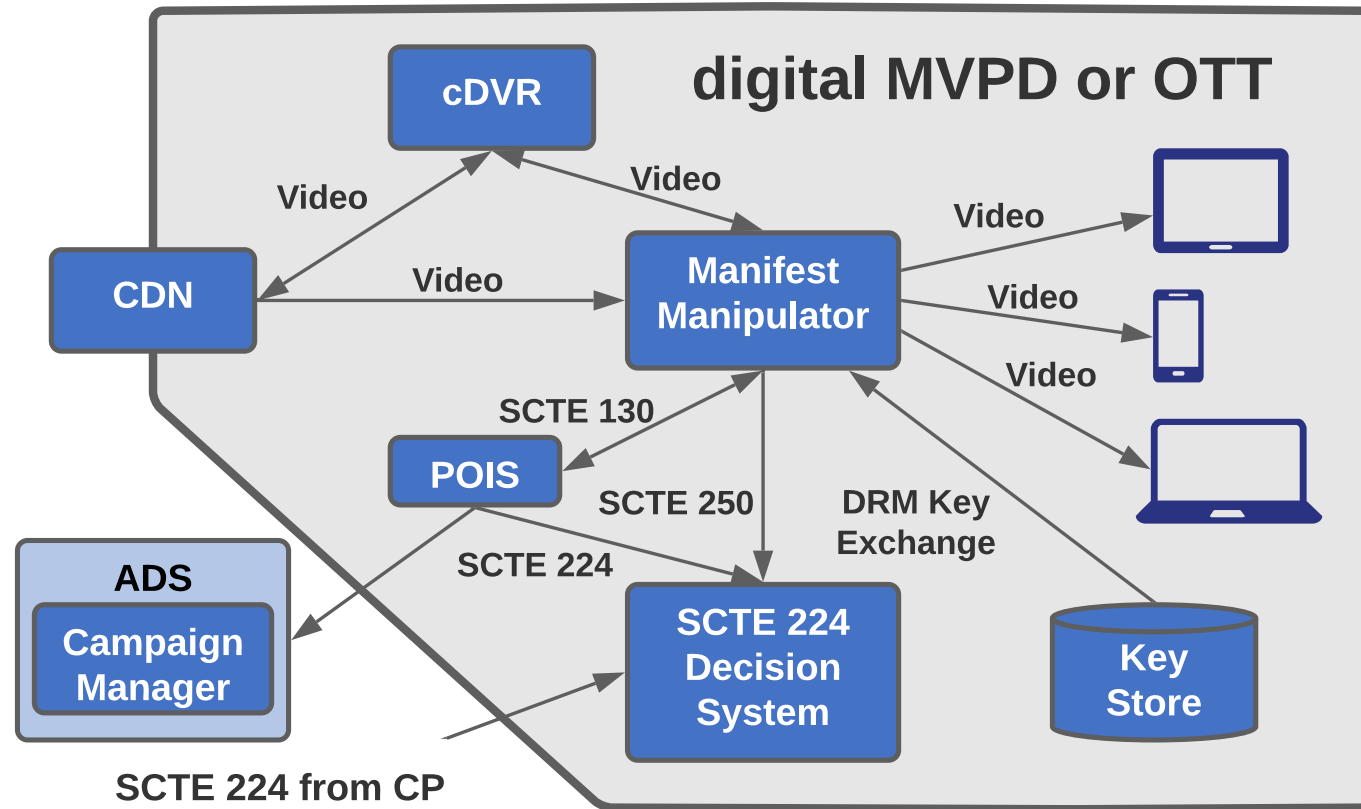 digital MVPD or OTT
cDVR
Video
Video
Video
CDN
Video
Manifest
Manipulator
Video
Video
SCTE 130
POIS
SCTE 250
DRM Key
Exchange
SCTE 224
ADS
Campaign
Manager
SCTE 224
Decision
System
Key
Store
SCTE 224 from CP